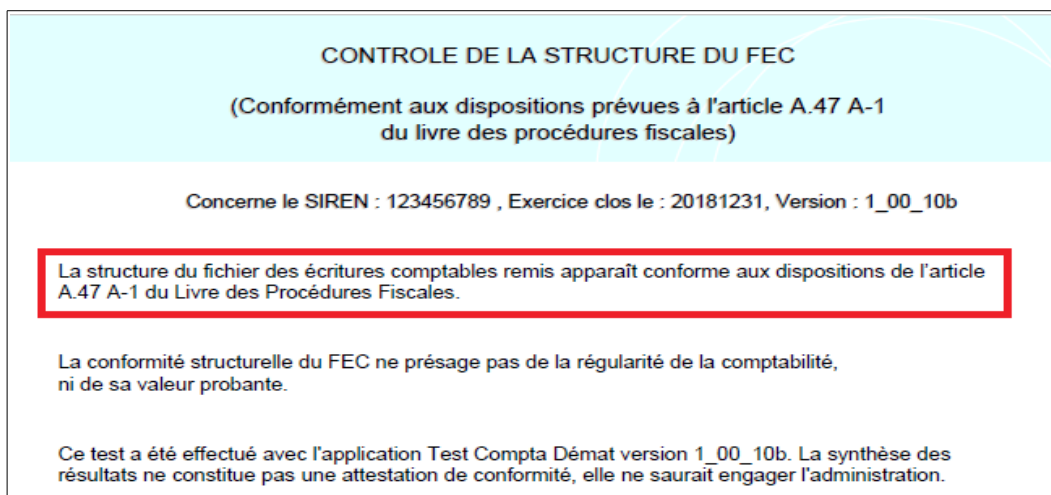 CONTROLE DE LA STRUCTURE DU FEC
(Conformément aux dispositions prévues à l'article A.47 A-1
du livre des procédures fiscales)
Concerne le SIREN : 123456789 , Exercice clos le : 20181231, Version : 1_00_10b
La structure du fichier des écritures comptables remis apparaît conforme aux dispositions de l'article
A.47 A-1 du Livre des Procédures Fiscales.
La conformité structurelle du FEC ne présage pas de la régularité de la comptabilité,
ni de sa valeur probante.
Ce test a été effectué avec l'application Test Compta Démat version 1_00_10b. La synthèse des
résultats ne constitue pas une attestation de conformité, elle ne saurait engager l'administration.